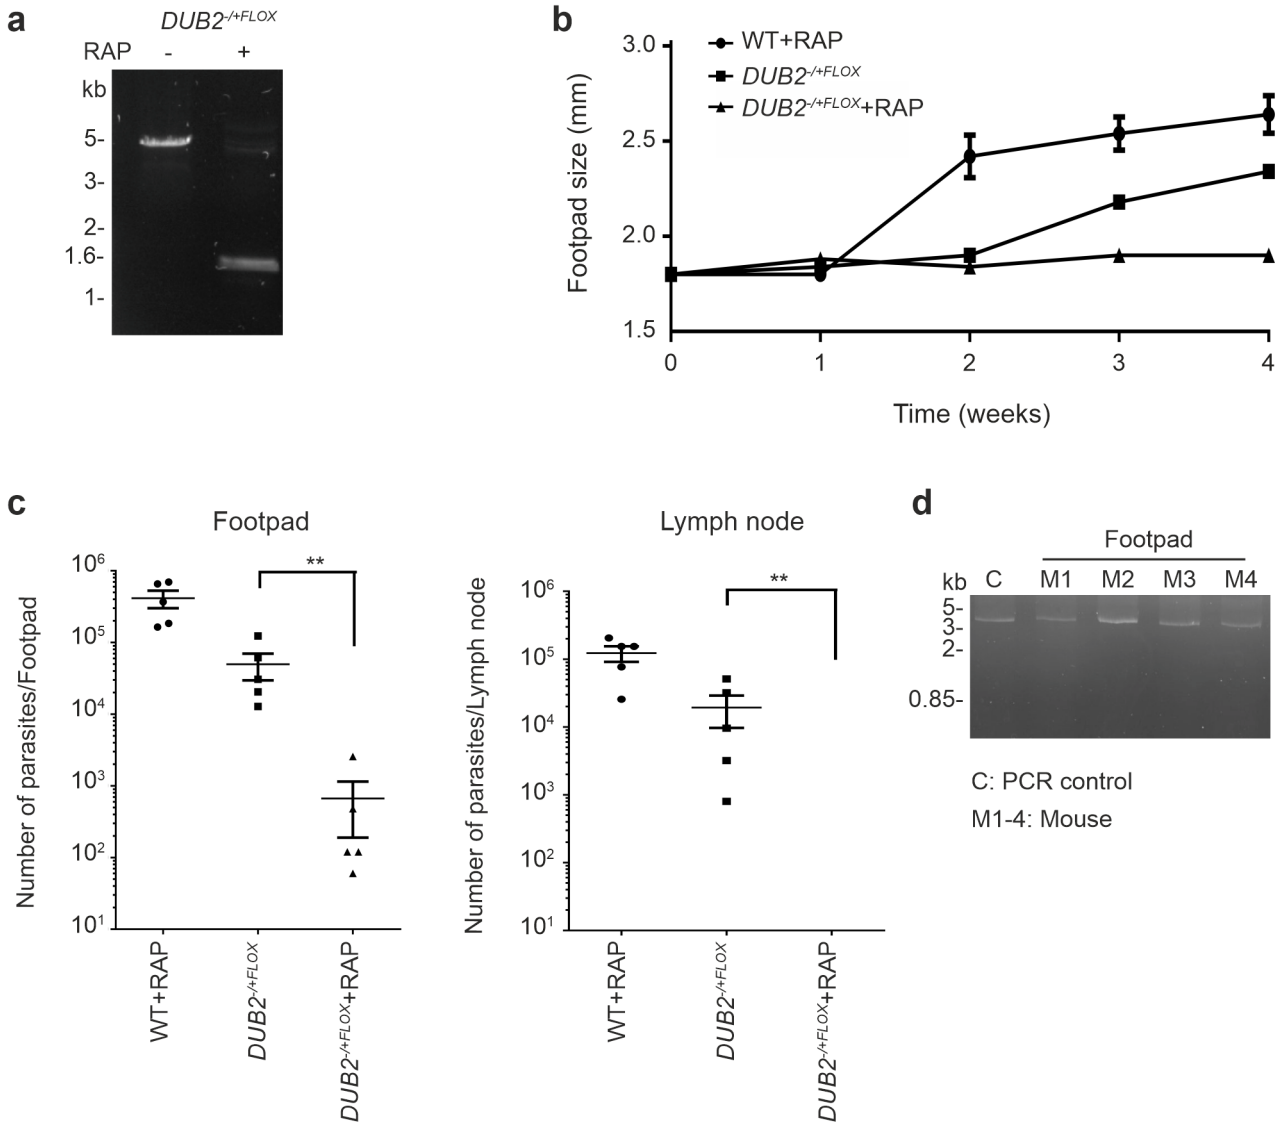 a
DUB2-/+FLOX
RAP - +
kb
5-
3-
2-
1.6-
1-
b
WT+RAP
DUB2-/+FLOX
DUB2-/+FLOX+RAP
Footpad size (mm)
3.0
2.5
2.0
1.5
0 1 2 3 4
Time (weeks)
c
Footpad
**
Number of parasites/Footpad
10^6
10^5
10^4
10^3
10^2
10^1
WT+RAP
DUB2-/+FLOX
DUB2-/+FLOX+RAP
Lymph node
**
Number of parasites/Lymph node
10^6
10^5
10^4
10^3
10^2
10^1
WT+RAP
DUB2-/+FLOX
DUB2-/+FLOX+RAP
d
Footpad
kb C M1 M2 M3 M4
5-
3-
2-
0.85-
C: PCR control
M1-4: Mouse